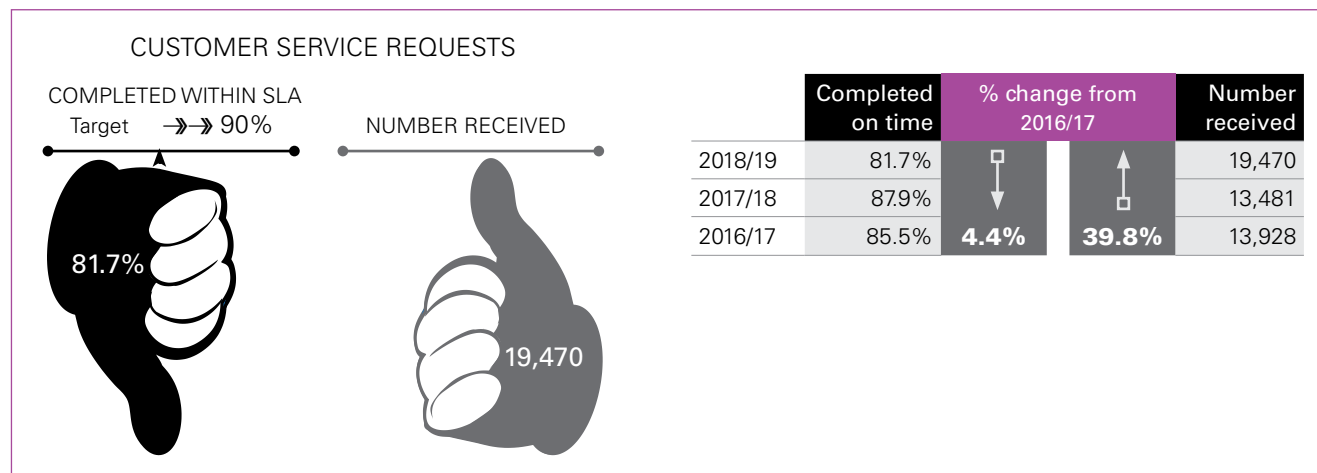 CUSTOMER SERVICE REQUESTS
COMPLETED WITHIN SLA
Target 90%
81.7%
NUMBER RECEIVED
19,470
Completed on time % change from 2016/17 Number received
2018/19 81.7% 19,470
2017/18 87.9% 13,481
2016/17 85.5% 4.4% 39.8% 13,928